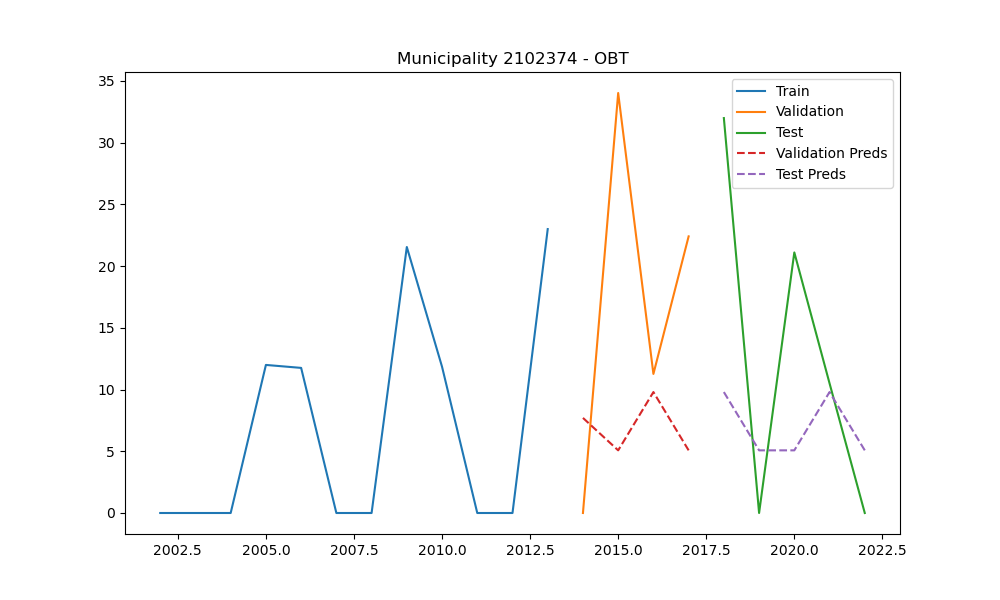 Municipality 2102374 - OBT
35
30
25
20
15
10
5
0
Train
Validation
Test
Validation Preds
Test Preds
2002.5 2005.0 2007.5 2010.0 2012.5 2015.0 2017.5 2020.0 2022.5